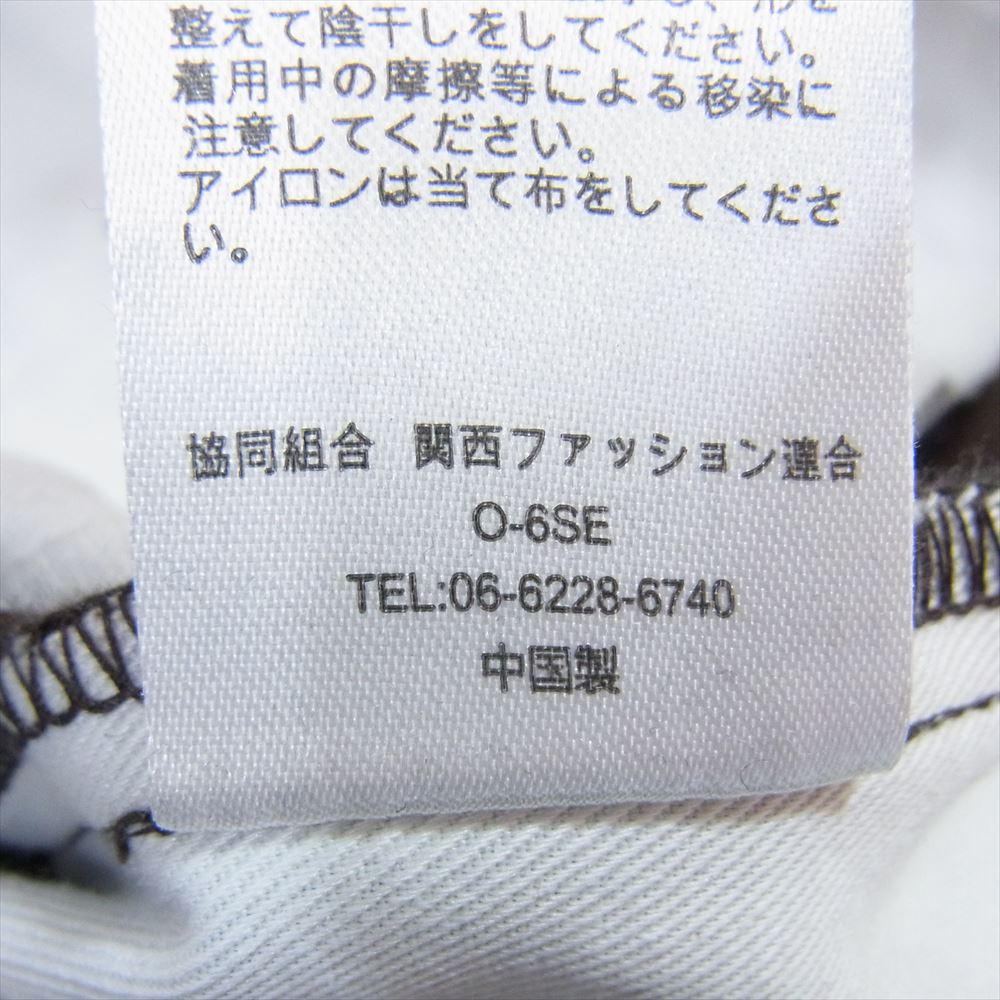 形を
整えて陰干しをしてください。
着用中の摩擦等による移染に
注意してください。
アイロンは当て布をしてくださ
い。
協同組合 関西ファッション連合
O-6SE
TEL:06-6228-6740
中国製